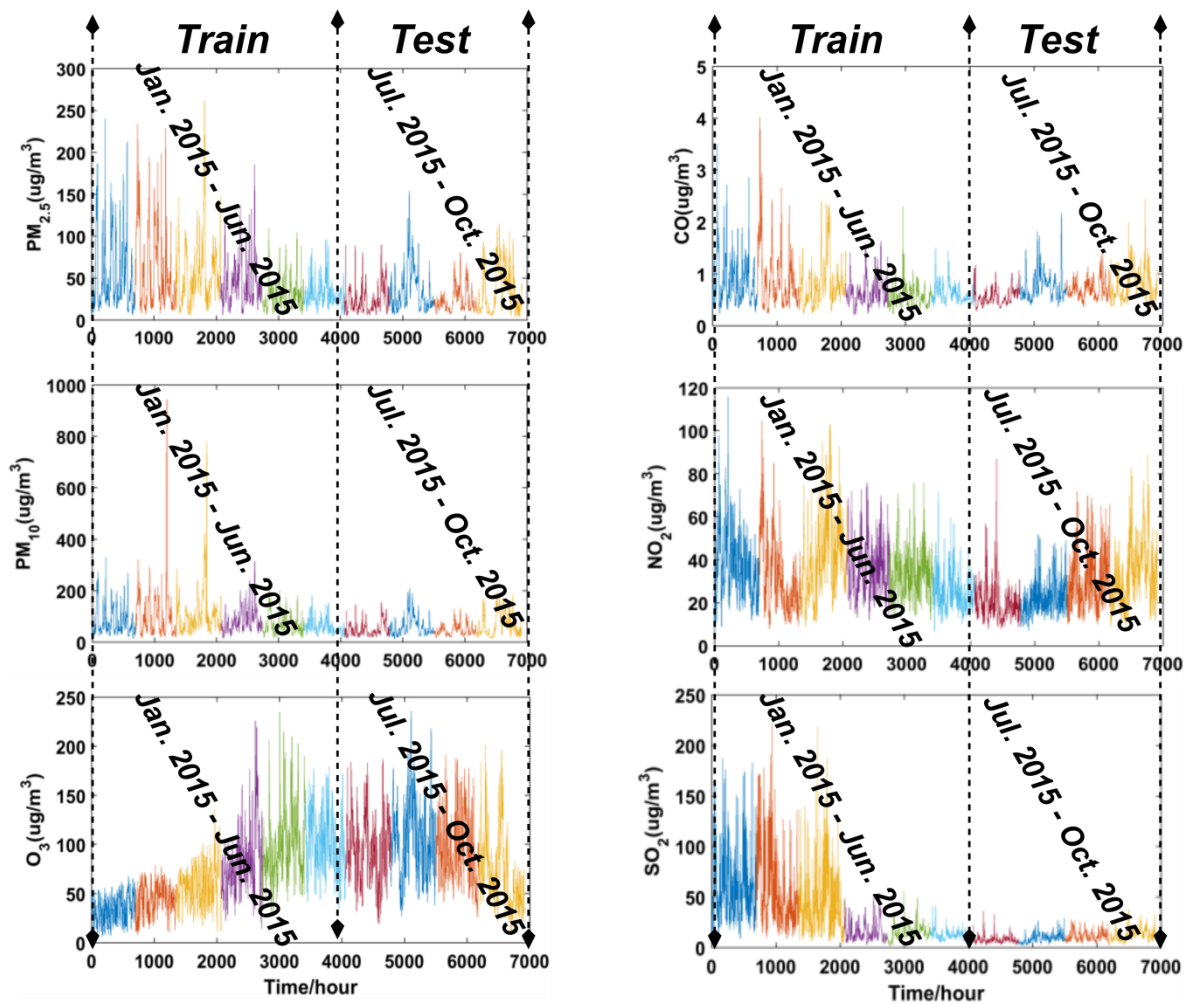 Train Test
300
250
200
150
100
50
0
PM2.5(ug/m3)
Jan. 2015 - Jun. 2015
Jul. 2015 - Oct. 2015
0 1000 2000 3000 4000 5000 6000 7000
Train Test
5
4
3
2
1
0
CO(ug/m3)
Jan. 2015 - Jun. 2015
Jul. 2015 - Oct. 2015
0 1000 2000 3000 4000 5000 6000 7000
1000
800
600
400
200
0
PM10(ug/m3)
Jan. 2015 - Jun. 2015
Jul. 2015 - Oct. 2015
0 1000 2000 3000 4000 5000 6000 7000
120
100
80
60
40
20
0
NO2(ug/m3)
Jan. 2015 - Jun. 2015
Jul. 2015 - Oct. 2015
0 1000 2000 3000 4000 5000 6000 7000
250
200
150
100
50
0
O3(ug/m3)
Jan. 2015 - Jun. 2015
Jul. 2015 - Oct. 2015
0 1000 2000 3000 4000 5000 6000 7000
Time/hour
250
200
150
100
50
0
SO2(ug/m3)
Jan. 2015 - Jun. 2015
Jul. 2015 - Oct. 2015
0 1000 2000 3000 4000 5000 6000 7000
Time/hour